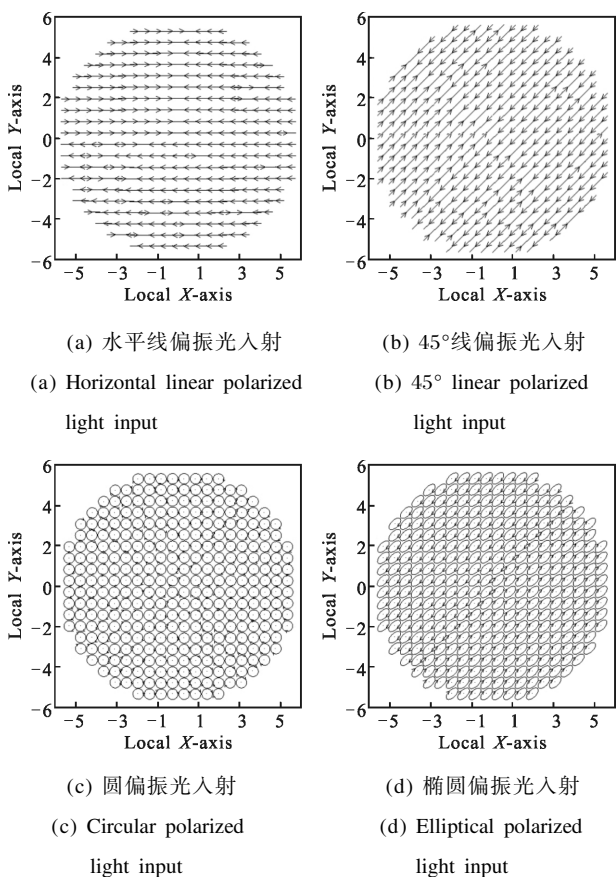 6
4
2
0
−2
−4
−6
Local Y-axis
−5 −3 −1 1 3 5
Local X-axis
6
4
2
0
−2
−4
−6
Local Y-axis
−5 −3 −1 1 3 5
Local X-axis
(a) 水平线偏振光入射
(a) Horizontal linear polarized
light input
(b) 45°线偏振光入射
(b) 45° linear polarized
light input
6
4
2
0
−2
−4
−6
Local Y-axis
−5 −3 −1 1 3 5
Local X-axis
6
4
2
0
−2
−4
−6
Local Y-axis
−5 −3 −1 1 3 5
Local X-axis
(c) 圆偏振光入射
(c) Circular polarized
light input
(d) 椭圆偏振光入射
(d) Elliptical polarized
light input